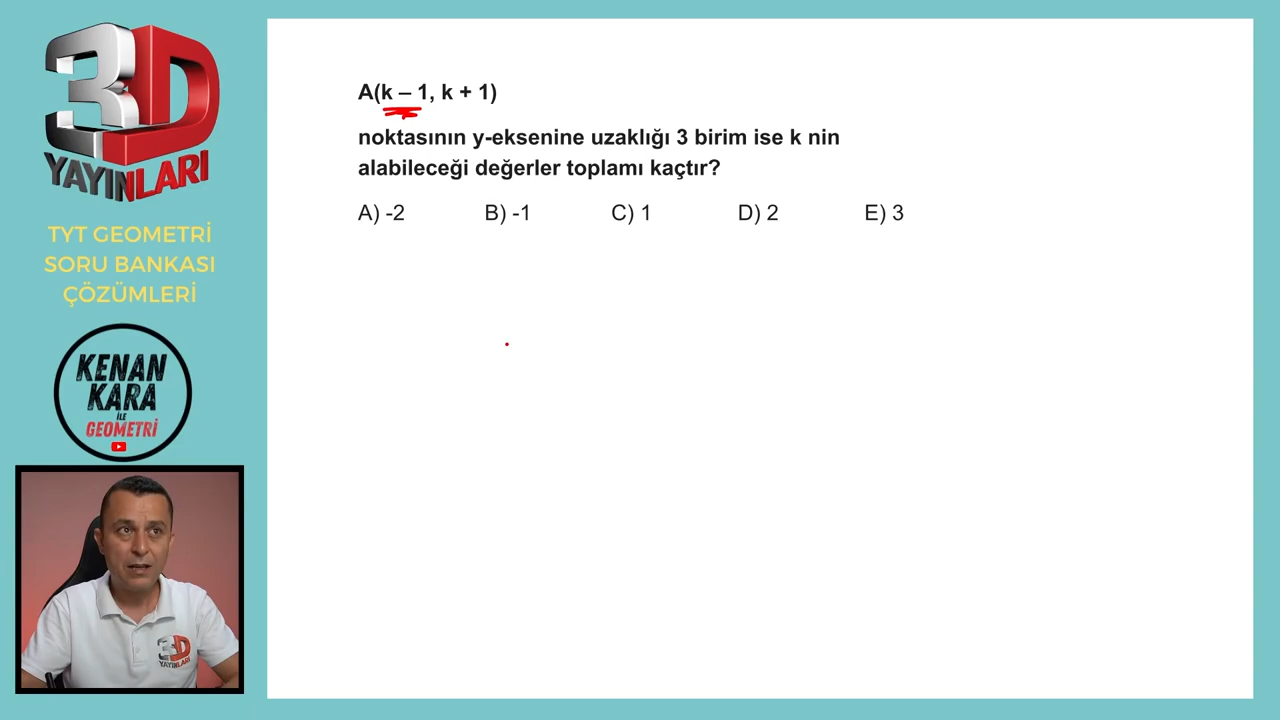 3D
YAYINLARI
TYT GEOMETRİ
SORU BANKASI
ÇÖZÜMLERİ
KENAN
KARA
İLE
GEOMETRİ
3D
YAYINLARI
A(k – 1, k + 1)
noktasının y-eksenine uzaklığı 3 birim ise k nin
alabileceği değerler toplamı kaçtır?
A) -2 B) -1 C) 1 D) 2 E) 3